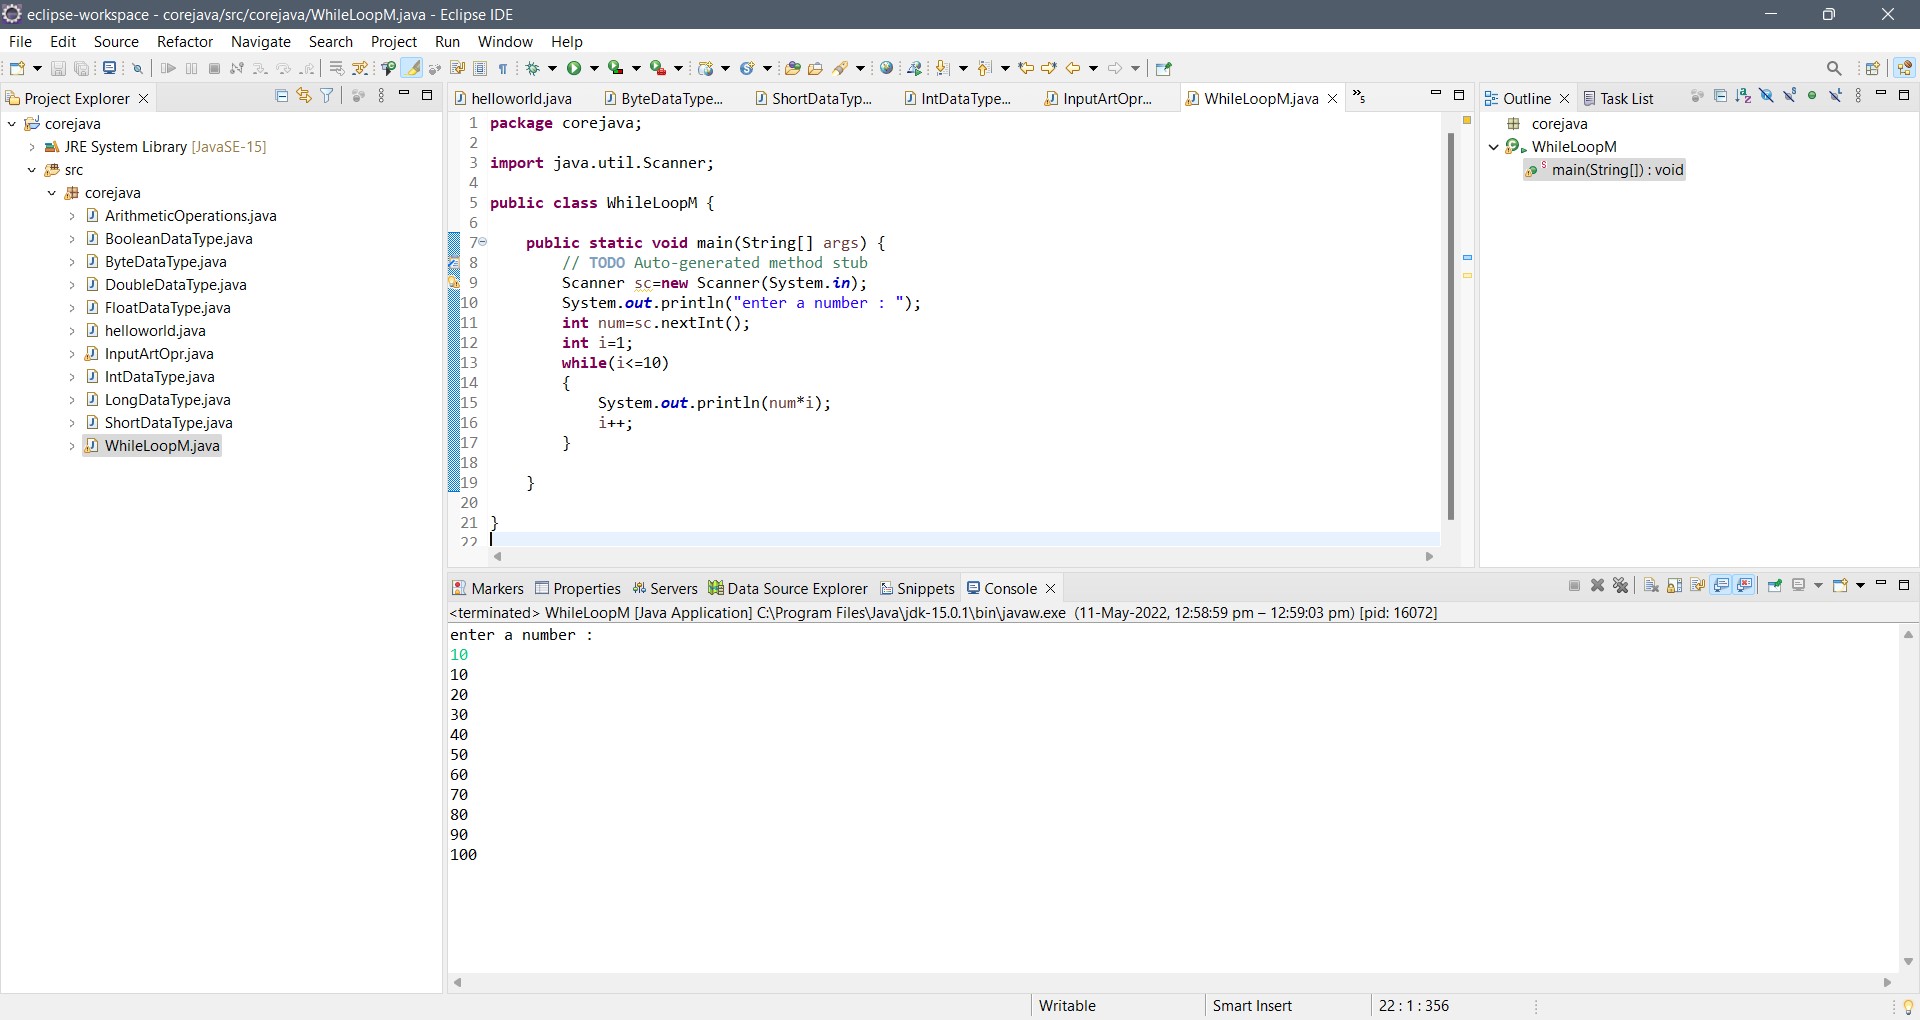 eclipse-workspace - corejava/src/corejava/WhileLoopM.java - Eclipse IDE
File Edit Source Refactor Navigate Search Project Run Window Help
Project Explorer
corejava
JRE System Library [JavaSE-15]
src
corejava
ArithmeticOperations.java
BooleanDataType.java
ByteDataType.java
DoubleDataType.java
FloatDataType.java
helloworld.java
InputArtOpr.java
IntDataType.java
LongDataType.java
ShortDataType.java
WhileLoopM.java
helloworld.java ByteDataType... ShortDataTyp... IntDataType... InputArtOpr... WhileLoopM.java »5
1 package corejava;
2
3 import java.util.Scanner;
4
5 public class WhileLoopM {
6
7 public static void main(String[] args) {
8 // TODO Auto-generated method stub
9 Scanner sc=new Scanner(System.in);
10 System.out.println("enter a number : ");
11 int num=sc.nextInt();
12 int i=1;
13 while(i<=10)
14 {
15 System.out.println(num*i);
16 i++;
17 }
18
19 }
20
21 }
22
Outline Task List
corejava
WhileLoopM
main(String[]) : void
Markers Properties Servers Data Source Explorer Snippets Console
<terminated> WhileLoopM [Java Application] C:\Program Files\Java\jdk-15.0.1\bin\javaw.exe (11-May-2022, 12:58:59 pm – 12:59:03 pm) [pid: 16072]
enter a number :
10
10
20
30
40
50
60
70
80
90
100
Writable Smart Insert 22 : 1 : 356